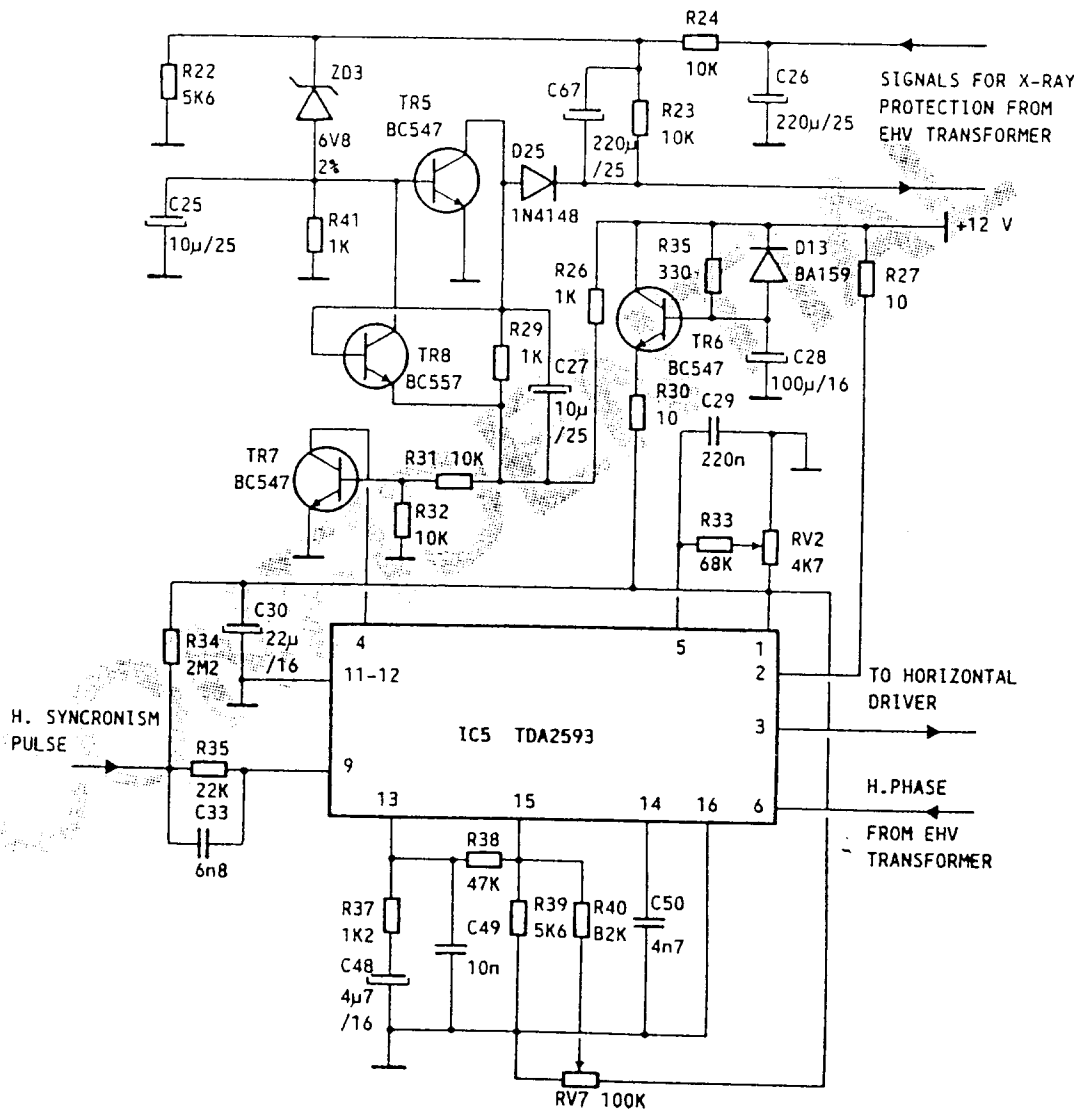 R24
10K
SIGNALS FOR X-RAY
PROTECTION FROM
EHV TRANSFORMER
C26
220µ/25
R22
5K6
ZD3
6V8
2%
TR5
BC547
C67
220µ
/25
R23
10K
D25
1N4148
C25
10µ/25
R41
1K
+12 V
R26
1K
R35
330
D13
BA159
R27
10
TR6
BC547
C28
100µ/16
TR8
BC557
R29
1K
C27
10µ
/25
R30
10
C29
220n
TR7
BC547
R31 10K
R32
10K
R33
68K
RV2
4K7
R34
2M2
C30
22µ
/16
4
5
1
11-12
2
TO HORIZONTAL
DRIVER
H. SYNCRONISM
PULSE
IC5 TDA2593
3
R35
22K
C33
6n8
9
13
15
14
16
6
H.PHASE
FROM EHV
TRANSFORMER
R38
47K
R37
1K2
C49
10n
R39
5K6
R40
B2K
C50
4n7
C48
4µ7
/16
RV7 100K